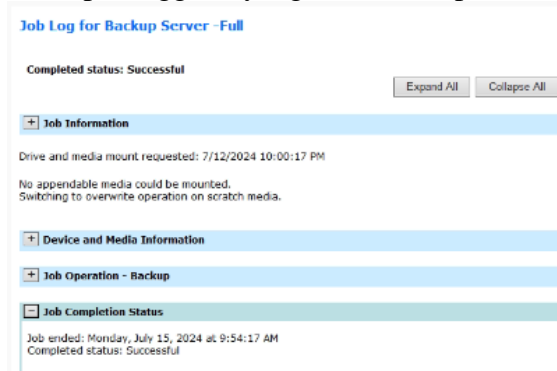 Job Log for Backup Server -Full
Completed status: Successful
Expand All Collapse All
+ Job Information
Drive and media mount requested: 7/12/2024 10:00:17 PM
No appendable media could be mounted.
Switching to overwrite operation on scratch media.
+ Device and Media Information
+ Job Operation - Backup
- Job Completion Status
Job ended: Monday, July 15, 2024 at 9:54:17 AM
Completed status: Successful